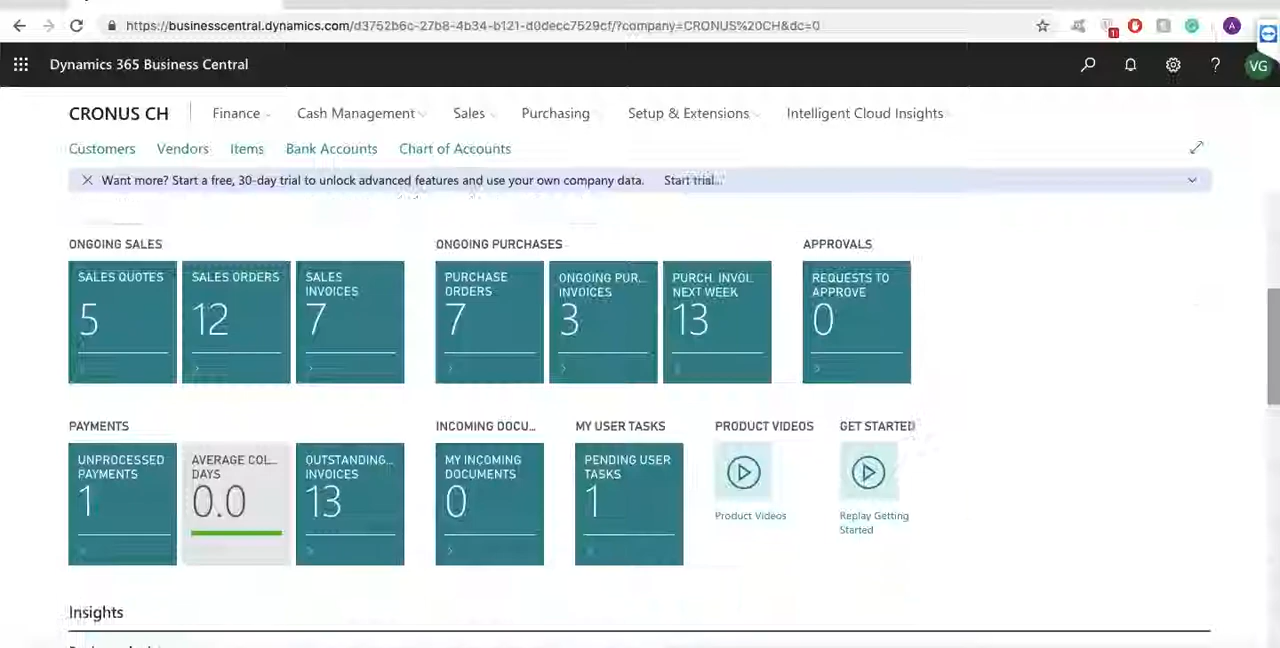 https://businesscentral.dynamics.com/d3752b6c-27b8-4b34-b121-d0decc7529cf/?company=CRONUS%20CH&dc=0
1
A
Dynamics 365 Business Central
?
VG
CRONUS CH
Finance
Cash Management
Sales
Purchasing
Setup & Extensions
Intelligent Cloud Insights
Customers
Vendors
Items
Bank Accounts
Chart of Accounts
Want more? Start a free, 30-day trial to unlock advanced features and use your own company data.
Start trial...
ONGOING SALES
ONGOING PURCHASES
APPROVALS
SALES QUOTES
5
SALES ORDERS
12
SALES
INVOICES
7
PURCHASE
ORDERS
7
ONGOING PUR...
INVOICES
3
PURCH. INVOI...
NEXT WEEK
13
REQUESTS TO
APPROVE
0
PAYMENTS
INCOMING DOCU...
MY USER TASKS
PRODUCT VIDEOS
GET STARTED
UNPROCESSED
PAYMENTS
1
AVERAGE COL...
DAYS
0.0
OUTSTANDING...
INVOICES
13
MY INCOMING
DOCUMENTS
0
PENDING USER
TASKS
1
Product Videos
Replay Getting
Started
Insights